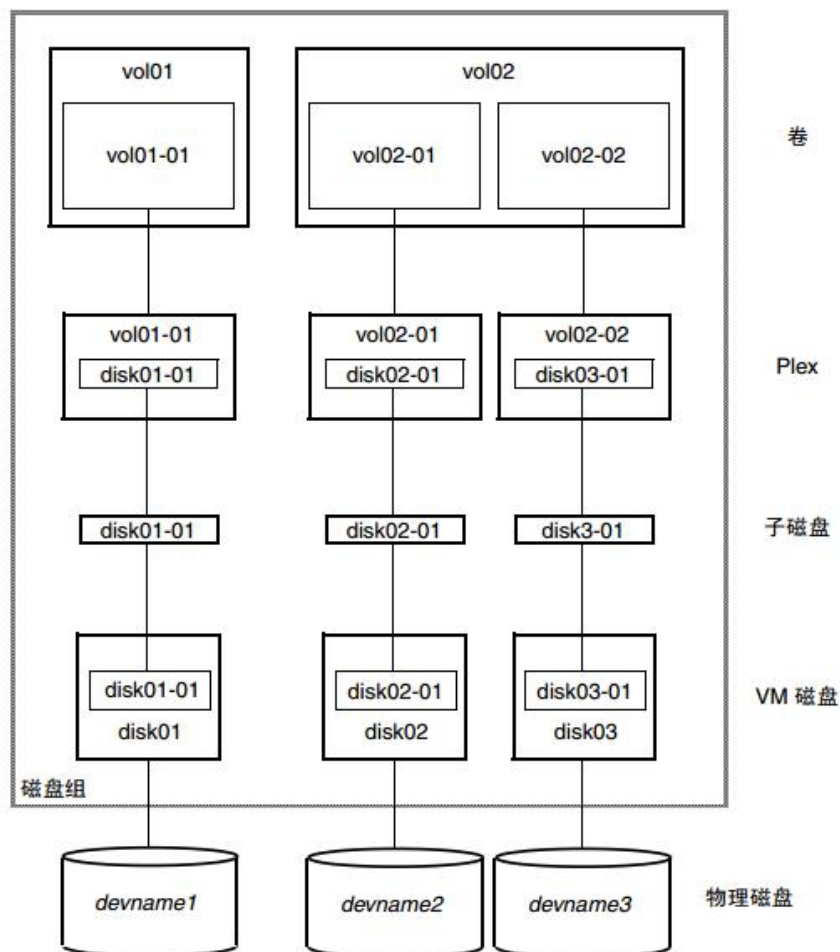 vol01
vol02
vol01-01
vol02-01
vol02-02
卷
vol01-01
disk01-01
vol02-01
disk02-01
vol02-02
disk03-01
Plex
disk01-01
disk02-01
disk3-01
子磁盘
disk01-01
disk01
disk02-01
disk02
disk03-01
disk03
VM 磁盘
磁盘组
devname1
devname2
devname3
物理磁盘